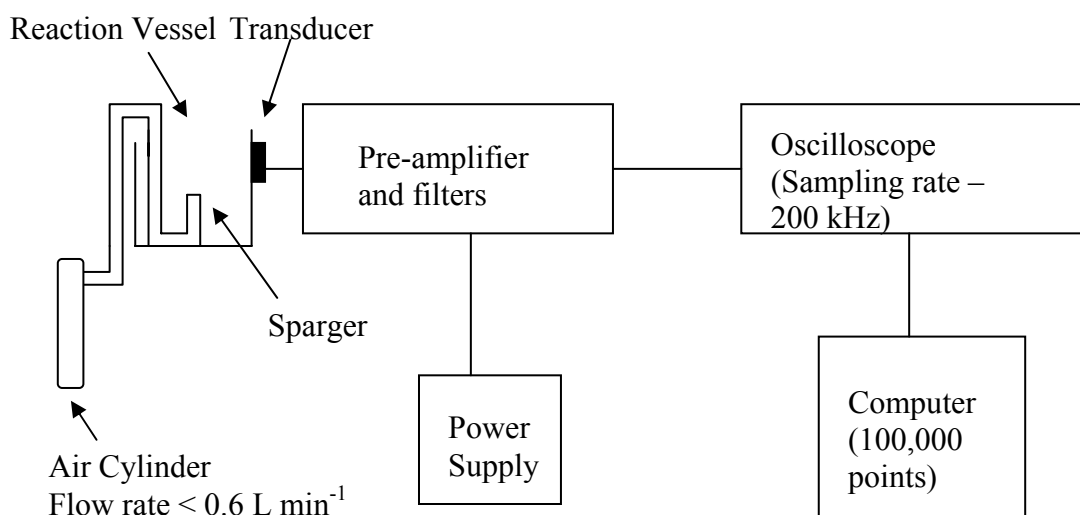 Reaction Vessel Transducer
Pre-amplifier
and filters
Oscilloscope
(Sampling rate –
200 kHz)
Sparger
Power
Supply
Computer
(100,000
points)
Air Cylinder
Flow rate < 0.6 L min⁻¹